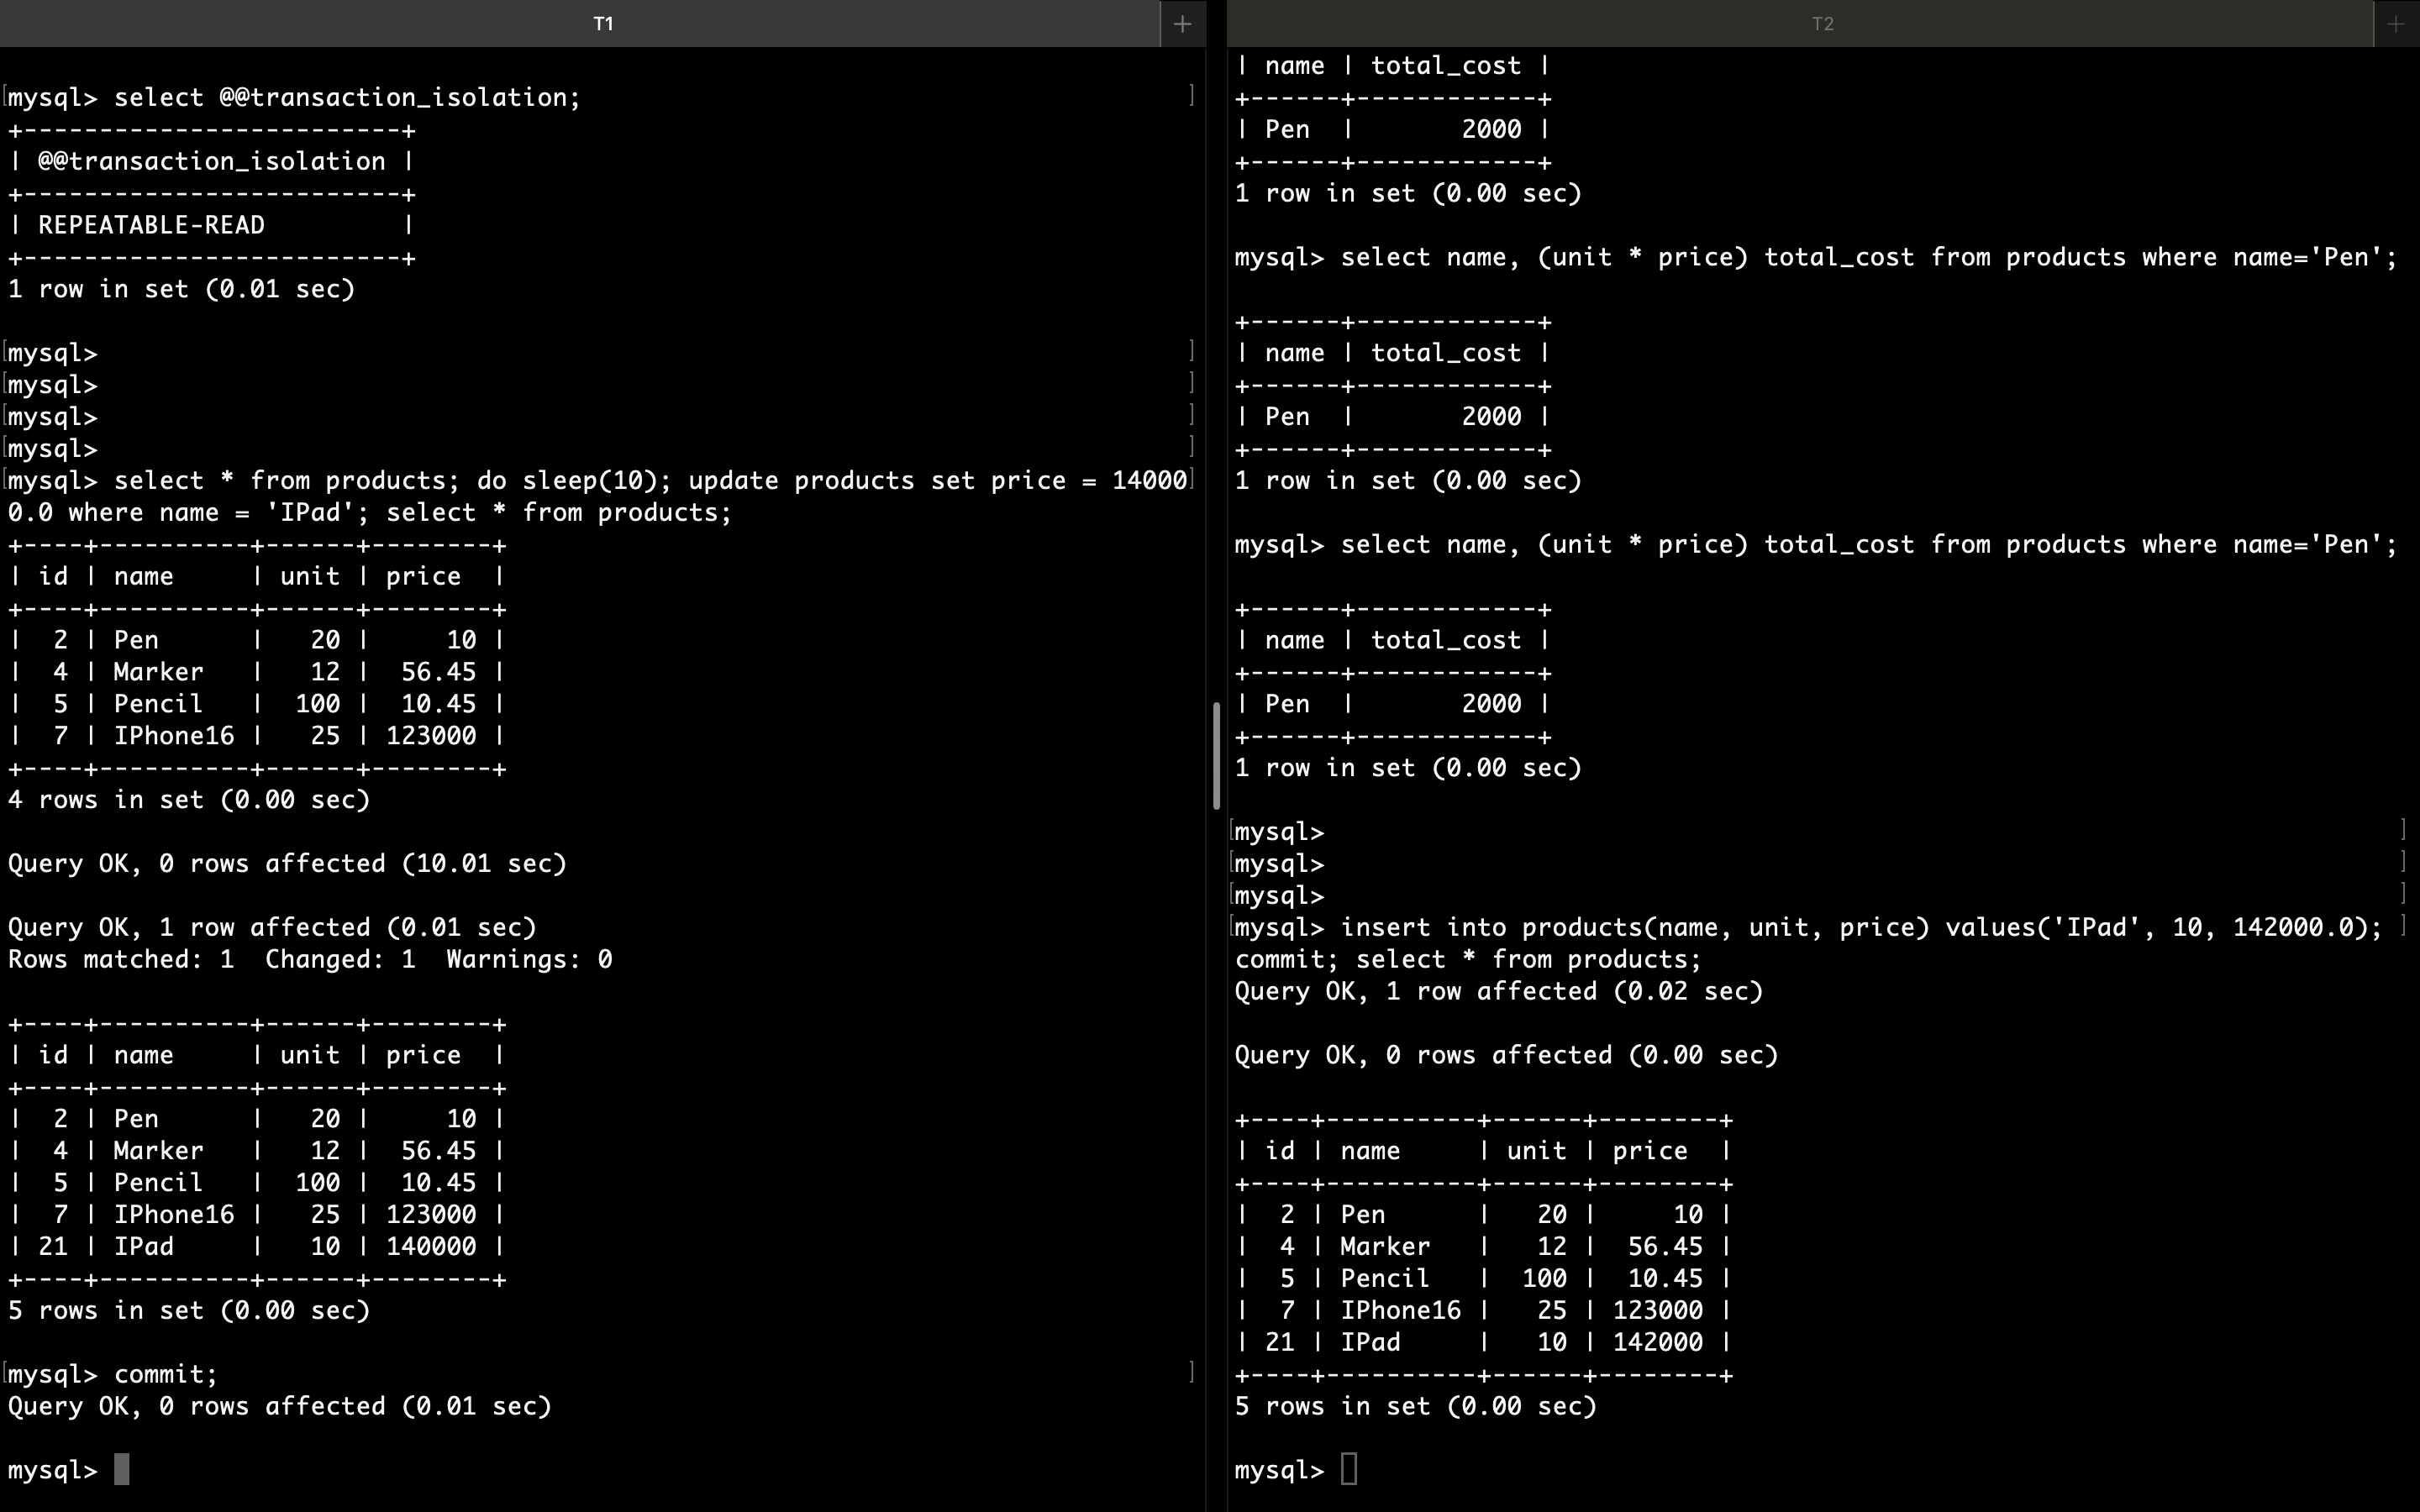 T1
+
mysql> select @@transaction_isolation;
+-------------------------+
| @@transaction_isolation |
+-------------------------+
| REPEATABLE-READ         |
+-------------------------+
1 row in set (0.01 sec)
mysql>
mysql>
mysql>
mysql>
mysql> select * from products; do sleep(10); update products set price = 14000
0.0 where name = 'IPad'; select * from products;
+----+----------+------+--------+
| id | name     | unit | price  |
+----+----------+------+--------+
|  2 | Pen      |   20 |     10 |
|  4 | Marker   |   12 |  56.45 |
|  5 | Pencil   |  100 |  10.45 |
|  7 | IPhone16 |   25 | 123000 |
+----+----------+------+--------+
4 rows in set (0.00 sec)
Query OK, 0 rows affected (10.01 sec)
Query OK, 1 row affected (0.01 sec)
Rows matched: 1  Changed: 1  Warnings: 0
+----+----------+------+--------+
| id | name     | unit | price  |
+----+----------+------+--------+
|  2 | Pen      |   20 |     10 |
|  4 | Marker   |   12 |  56.45 |
|  5 | Pencil   |  100 |  10.45 |
|  7 | IPhone16 |   25 | 123000 |
| 21 | IPad     |   10 | 140000 |
+----+----------+------+--------+
5 rows in set (0.00 sec)
mysql> commit;
Query OK, 0 rows affected (0.01 sec)
mysql>
T2
+
| name | total_cost |
+------+------------+
| Pen  |       2000 |
+------+------------+
1 row in set (0.00 sec)
mysql> select name, (unit * price) total_cost from products where name='Pen';
+------+------------+
| name | total_cost |
+------+------------+
| Pen  |       2000 |
+------+------------+
1 row in set (0.00 sec)
mysql> select name, (unit * price) total_cost from products where name='Pen';
+------+------------+
| name | total_cost |
+------+------------+
| Pen  |       2000 |
+------+------------+
1 row in set (0.00 sec)
mysql>
mysql>
mysql>
mysql> insert into products(name, unit, price) values('IPad', 10, 142000.0);
commit; select * from products;
Query OK, 1 row affected (0.02 sec)
Query OK, 0 rows affected (0.00 sec)
+----+----------+------+--------+
| id | name     | unit | price  |
+----+----------+------+--------+
|  2 | Pen      |   20 |     10 |
|  4 | Marker   |   12 |  56.45 |
|  5 | Pencil   |  100 |  10.45 |
|  7 | IPhone16 |   25 | 123000 |
| 21 | IPad     |   10 | 142000 |
+----+----------+------+--------+
5 rows in set (0.00 sec)
mysql>